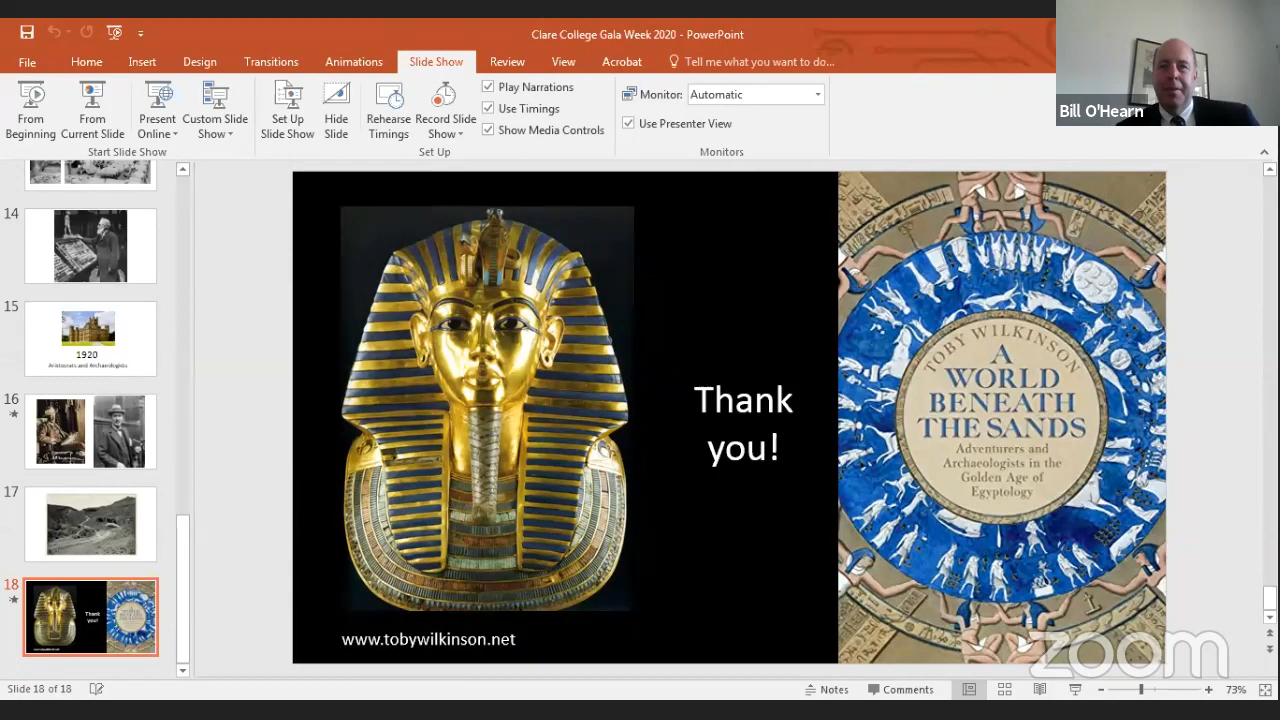 Clare College Gala Week 2020 - PowerPoint
File Home Insert Design Transitions Animations Slide Show Review View Acrobat Tell me what you want to do...
Bill O'Hearn
From Beginning
From Current Slide
Present Online
Custom Slide Show
Start Slide Show
Set Up Slide Show
Hide Slide
Rehearse Timings
Record Slide Show
Play Narrations
Use Timings
Show Media Controls
Set Up
Monitor: Automatic
Use Presenter View
Monitors
14
15
1920
Aristocrats and Archaeologists
16
17
18
Thank you!
Thank
you!
www.tobywilkinson.net
TOBY WILKINSON
A
WORLD
BENEATH
THE SANDS
Adventurers and
Archaeologists in the
Golden Age of
Egyptology
zoom
Slide 18 of 18
Notes
Comments
73%